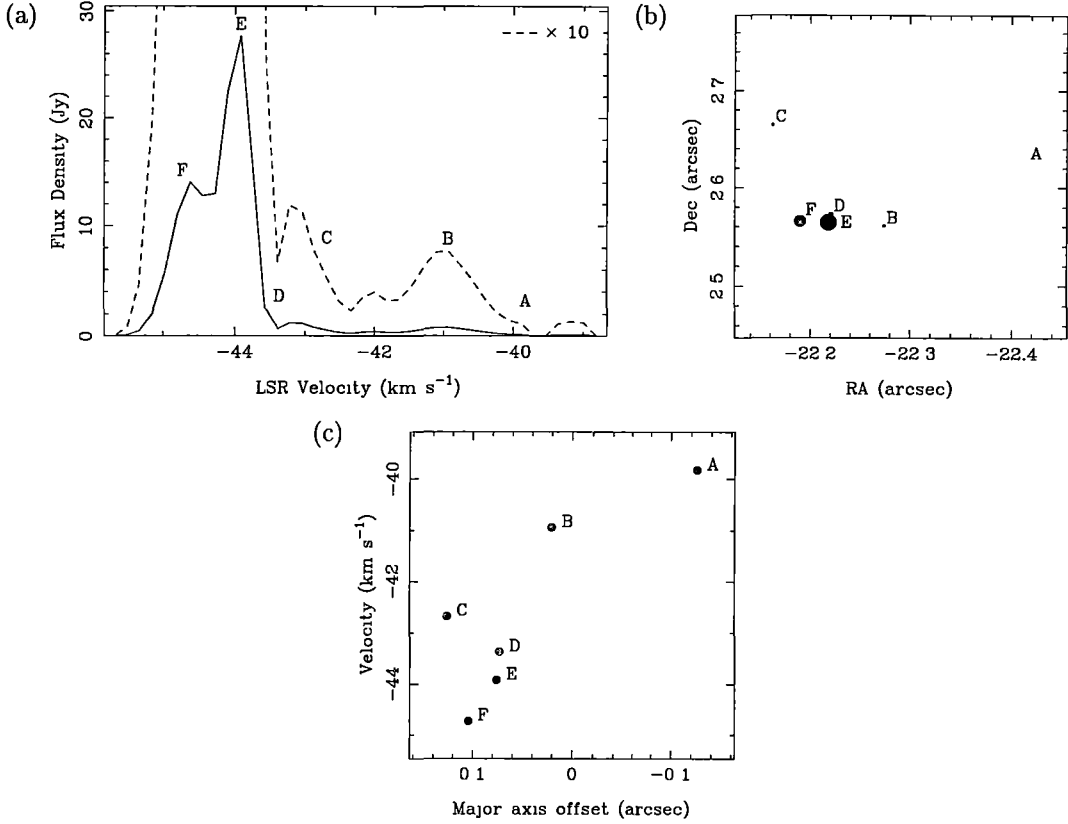 (a)
30
20
10
0
Flux Density (Jy)
E
F
D
C
B
A
× 10
−44
−42
−40
LSR Velocity (km s⁻¹)
(b)
27
26
25
Dec (arcsec)
C
A
F
D
E
B
−22 2
−22 3
−22.4
RA (arcsec)
(c)
−40
−42
−44
Velocity (km s⁻¹)
A
B
C
D
E
F
0 1
0
−0 1
Major axis offset (arcsec)